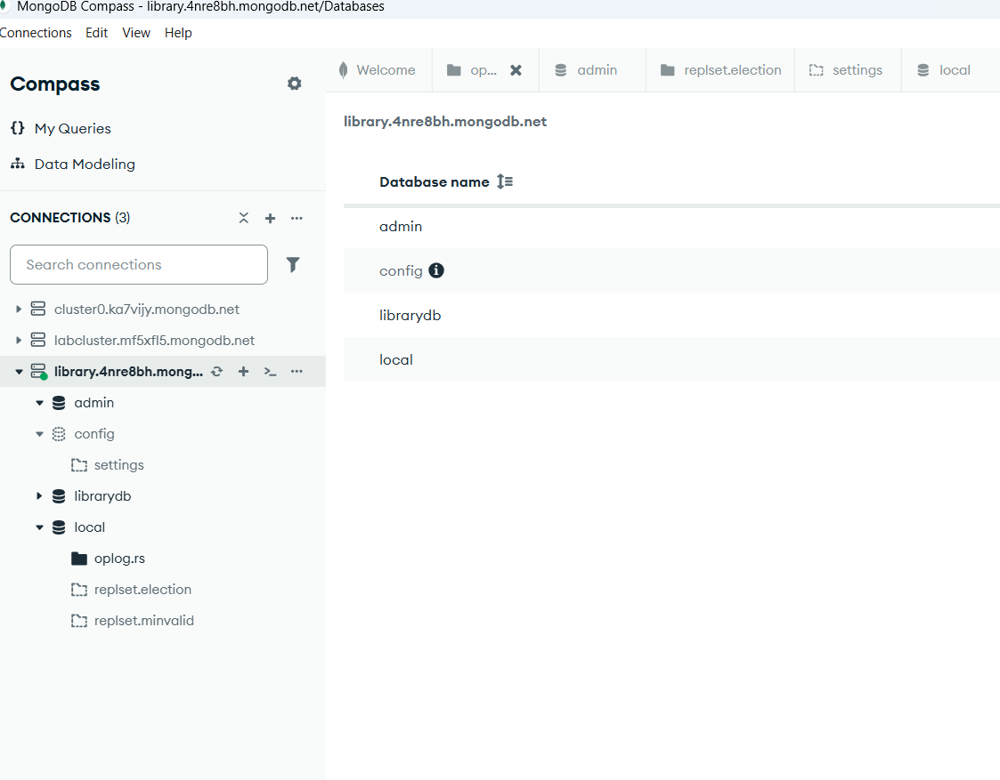 MongoDB Compass - library.4nre8bh.mongodb.net/Databases
Connections Edit View Help
Compass
My Queries
Data Modeling
CONNECTIONS (3)
Search connections
cluster0.ka7vijy.mongodb.net
labcluster.mf5xfl5.mongodb.net
library.4nre8bh.mong...
admin
config
settings
librarydb
local
oplog.rs
replset.election
replset.minvalid
Welcome op... admin replset.election settings local
library.4nre8bh.mongodb.net
Database name
admin
config
librarydb
local